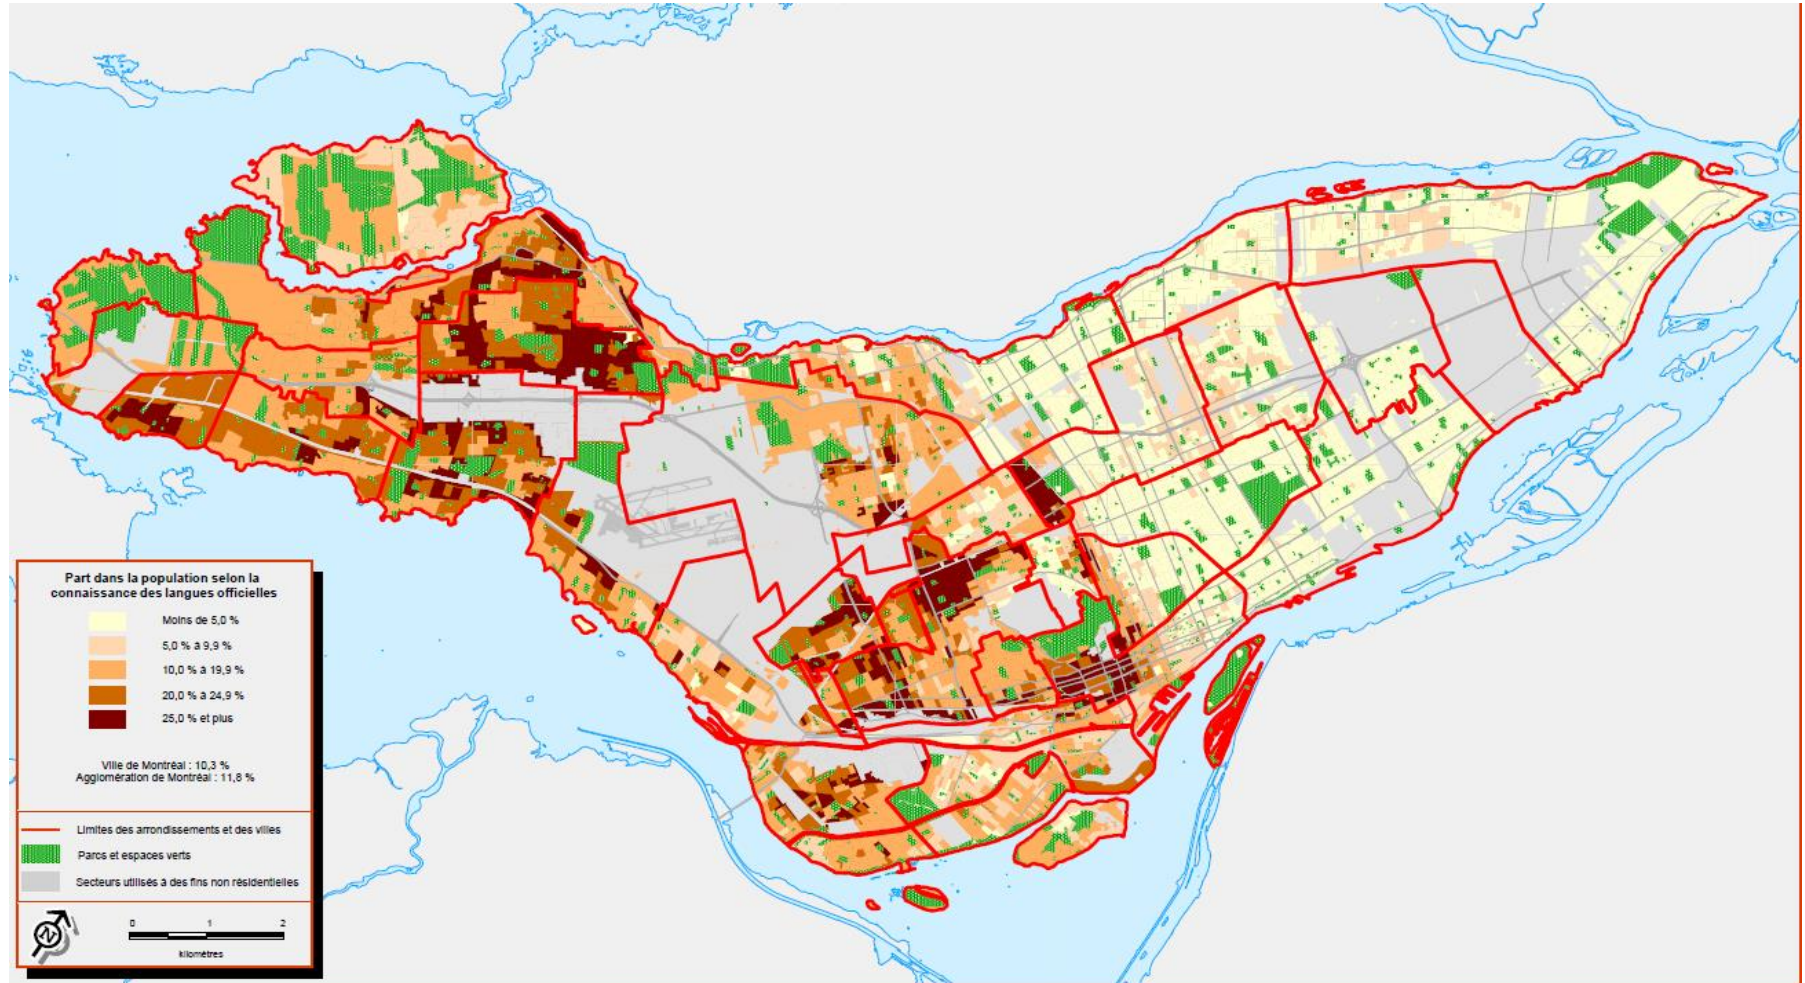 Part dans la population selon la
connaissance des langues officielles
Moins de 5,0 %
5,0 % à 9,9 %
10,0 % à 19,9 %
20,0 % à 24,9 %
25,0 % et plus
Ville de Montréal : 10,3 %
Agglomération de Montréal : 11,8 %
Limites des arrondissements et des villes
Parcs et espaces verts
Secteurs utilisés à des fins non résidentielles
N
0 1 2
kilomètres